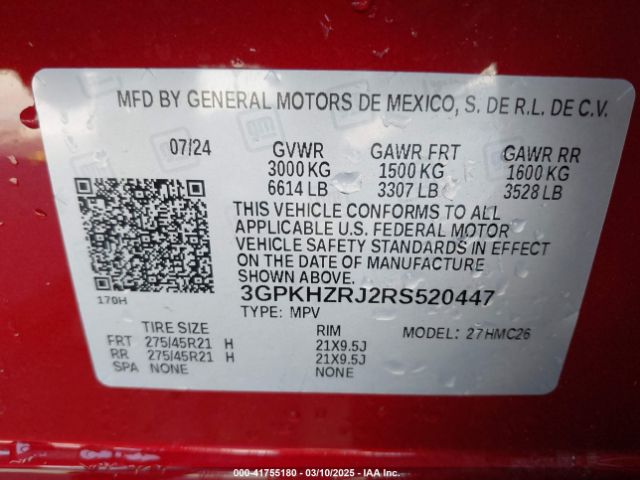 MFD BY GENERAL MOTORS DE MEXICO, S. DE R.L. DE C.V.
07/24 GVWR GAWR FRT GAWR RR
3000 KG 1500 KG 1600 KG
6614 LB 3307 LB 3528 LB
THIS VEHICLE CONFORMS TO ALL
APPLICABLE U.S. FEDERAL MOTOR
VEHICLE SAFETY STANDARDS IN EFFECT
ON THE DATE OF MANUFACTURE
SHOWN ABOVE.
170H
3GPKHZRJ2RS520447
TYPE: MPV
TIRE SIZE RIM MODEL: 27HMC26
FRT 275/45R21 H 21X9.5J
RR 275/45R21 H 21X9.5J
SPA NONE NONE
000-41755180 - 03/10/2025 - IAAI.COM